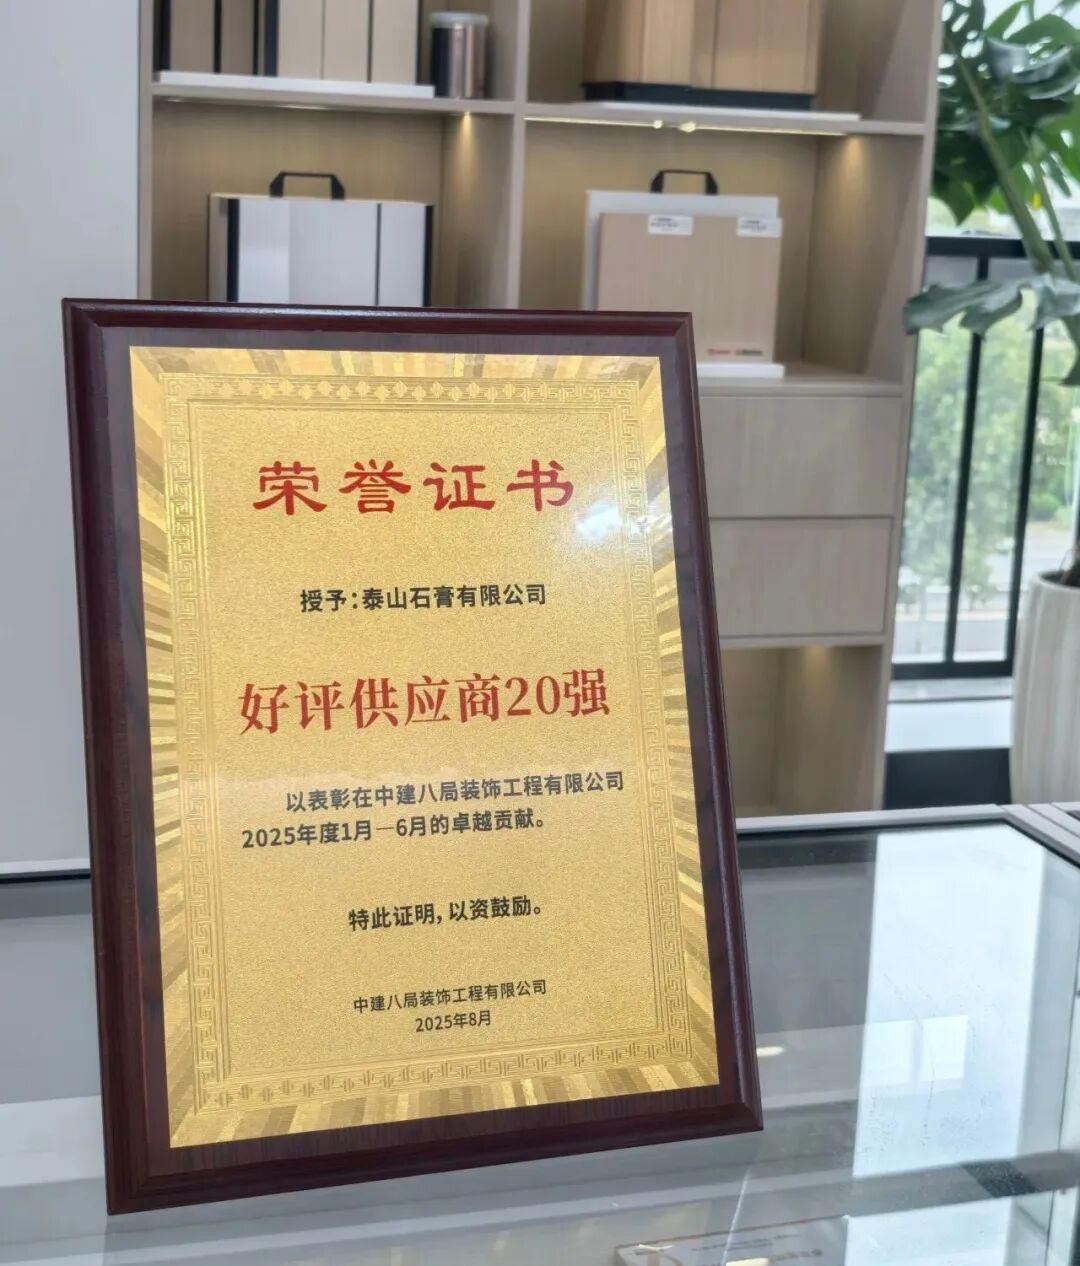 荣誉证书
授予：泰山石膏有限公司
好评供应商20强
以表彰在中建八局装饰工程有限公司
2025年度1月—6月的卓越贡献。
特此证明，以资鼓励。
中建八局装饰工程有限公司
2025年8月